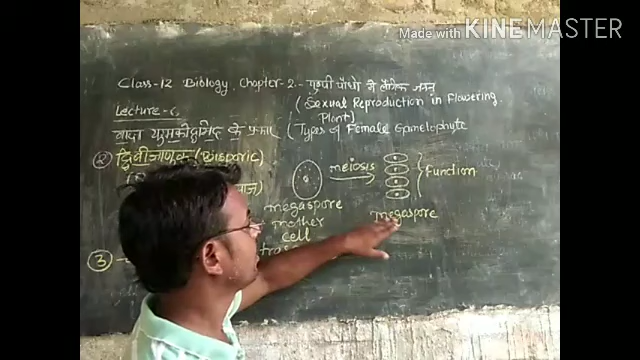 Made with KINEMASTER
Class-12 Biology, Chapter-2.- पुष्पी पौधों में लैंगिक जनन
(Sexual Reproduction in Flowering
Plant)
Lecture-6
मादा युग्मकोद्भिद के प्रकार (Types of Female Gametophyte
② द्विबीजाणुक (Bisporic)
meiosis
Function
megaspore
mother
cell
megaspore
③